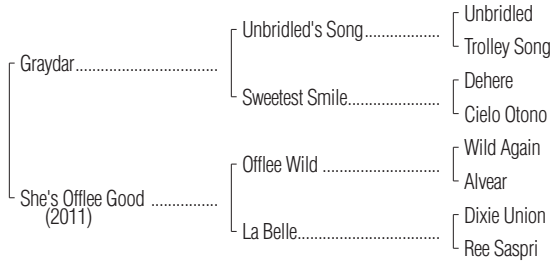 Unbridled
Unbridled's Song
Trolley Song
Graydar
Dehere
Sweetest Smile
Cielo Otono
Wild Again
Offlee Wild
Alvear
She's Offlee Good
(2011)
Dixie Union
La Belle
Ree Saspri